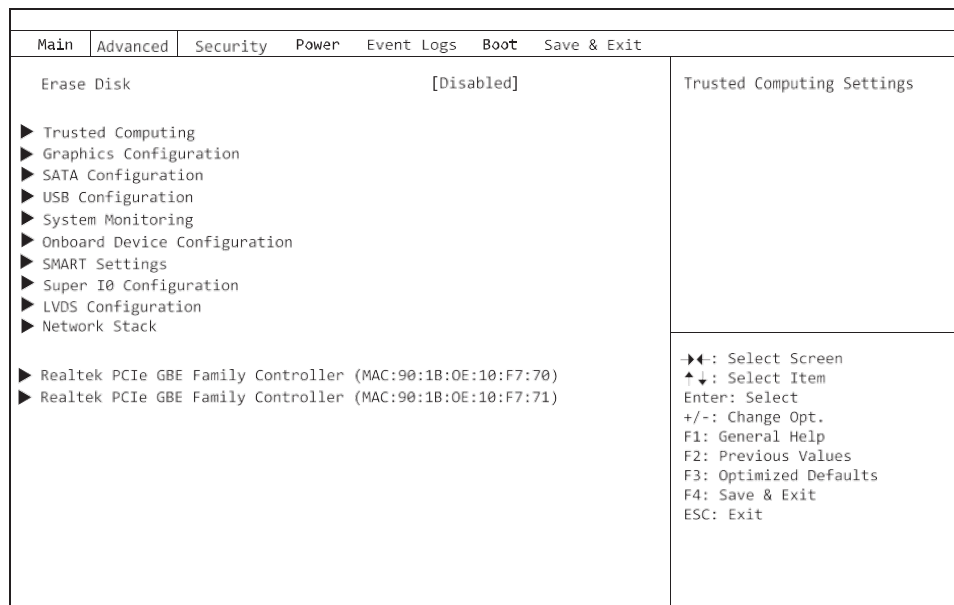 Main Advanced Security Power Event Logs Boot Save & Exit
Erase Disk [Disabled]
▶ Trusted Computing
▶ Graphics Configuration
▶ SATA Configuration
▶ USB Configuration
▶ System Monitoring
▶ Onboard Device Configuration
▶ SMART Settings
▶ Super I0 Configuration
▶ LVDS Configuration
▶ Network Stack
▶ Realtek PCIe GBE Family Controller (MAC:90:1B:OE:10:F7:70)
▶ Realtek PCIe GBE Family Controller (MAC:90:1B:OE:10:F7:71)
Trusted Computing Settings
→←: Select Screen
↑↓: Select Item
Enter: Select
+/-: Change Opt.
F1: General Help
F2: Previous Values
F3: Optimized Defaults
F4: Save & Exit
ESC: Exit